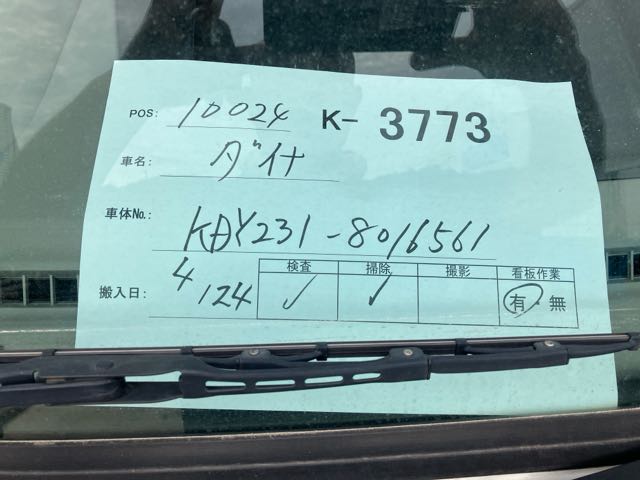 POS: 10024 K- 3773
車名: ダイナ
車体No.: KDY231-8016561
搬入日: 4/24
検査 掃除 撮影 看板作業
✓ ✓ 有 無